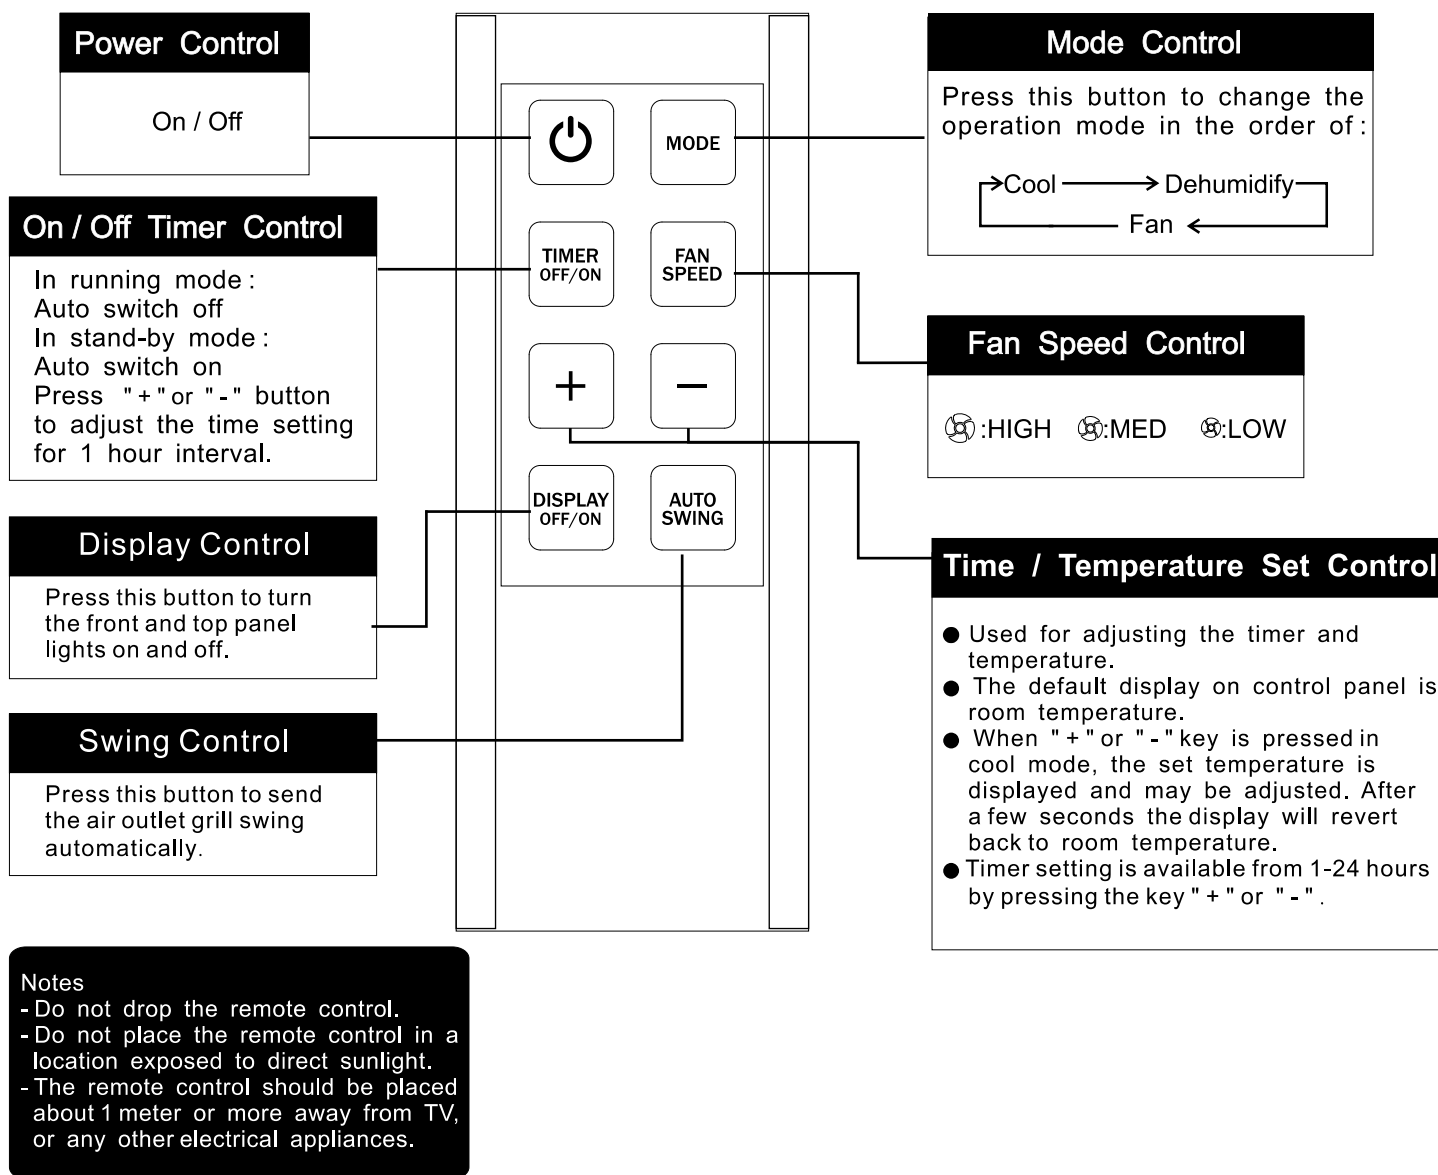 Power Control
On / Off
On / Off Timer Control
In running mode :
Auto switch off
In stand-by mode :
Auto switch on
Press "+" or "-" button
to adjust the time setting
for 1 hour interval.
Display Control
Press this button to turn
the front and top panel
lights on and off.
Swing Control
Press this button to send
the air outlet grill swing
automatically.
MODE
TIMER
OFF/ON
FAN
SPEED
+
−
DISPLAY
OFF/ON
AUTO
SWING
Mode Control
Press this button to change the
operation mode in the order of :
Cool Dehumidify
Fan
Fan Speed Control
:HIGH :MED :LOW
Time / Temperature Set Control
● Used for adjusting the timer and
temperature.
● The default display on control panel is
room temperature.
● When "+" or "-" key is pressed in
cool mode, the set temperature is
displayed and may be adjusted. After
a few seconds the display will revert
back to room temperature.
● Timer setting is available from 1-24 hours
by pressing the key "+" or "-".
Notes
- Do not drop the remote control.
- Do not place the remote control in a
location exposed to direct sunlight.
- The remote control should be placed
about 1 meter or more away from TV,
or any other electrical appliances.